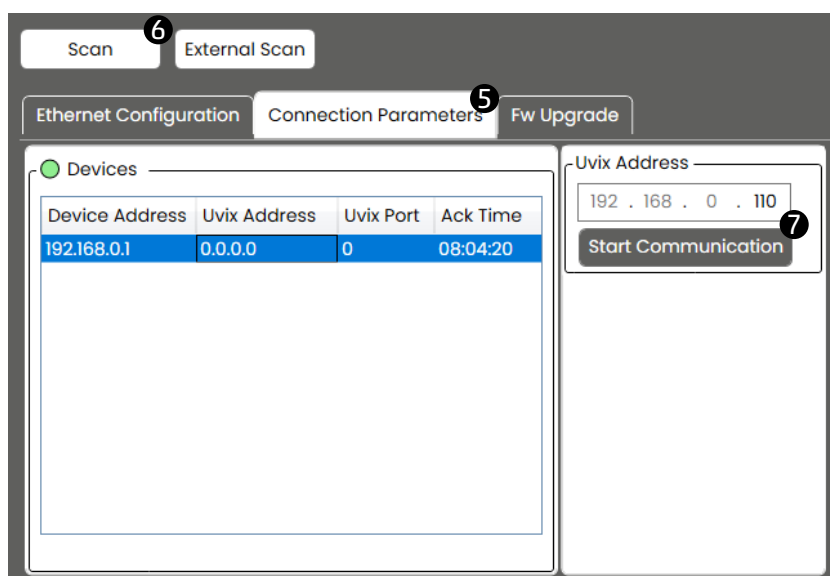 Scan 6 External Scan
Ethernet Configuration Connection Parameters 5 Fw Upgrade
Devices
Device Address Uvix Address Uvix Port Ack Time
192.168.0.1 0.0.0.0 0 08:04:20
Uvix Address
192 . 168 . 0 . 110
7
Start Communication